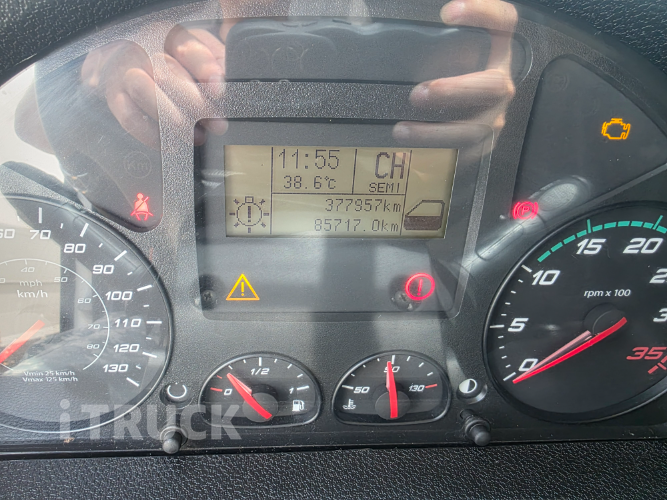 11:55
CH
38.6°C
SEMI
377957km
85717.0km
70
80
90
100
110
120
130
mph
km/h
40
80
Vmin 25 km/h
Vmax 125 km/h
0
1/2
1
50
90
130
0
5
10
15
20
rpm x 100
35
iTRUCK